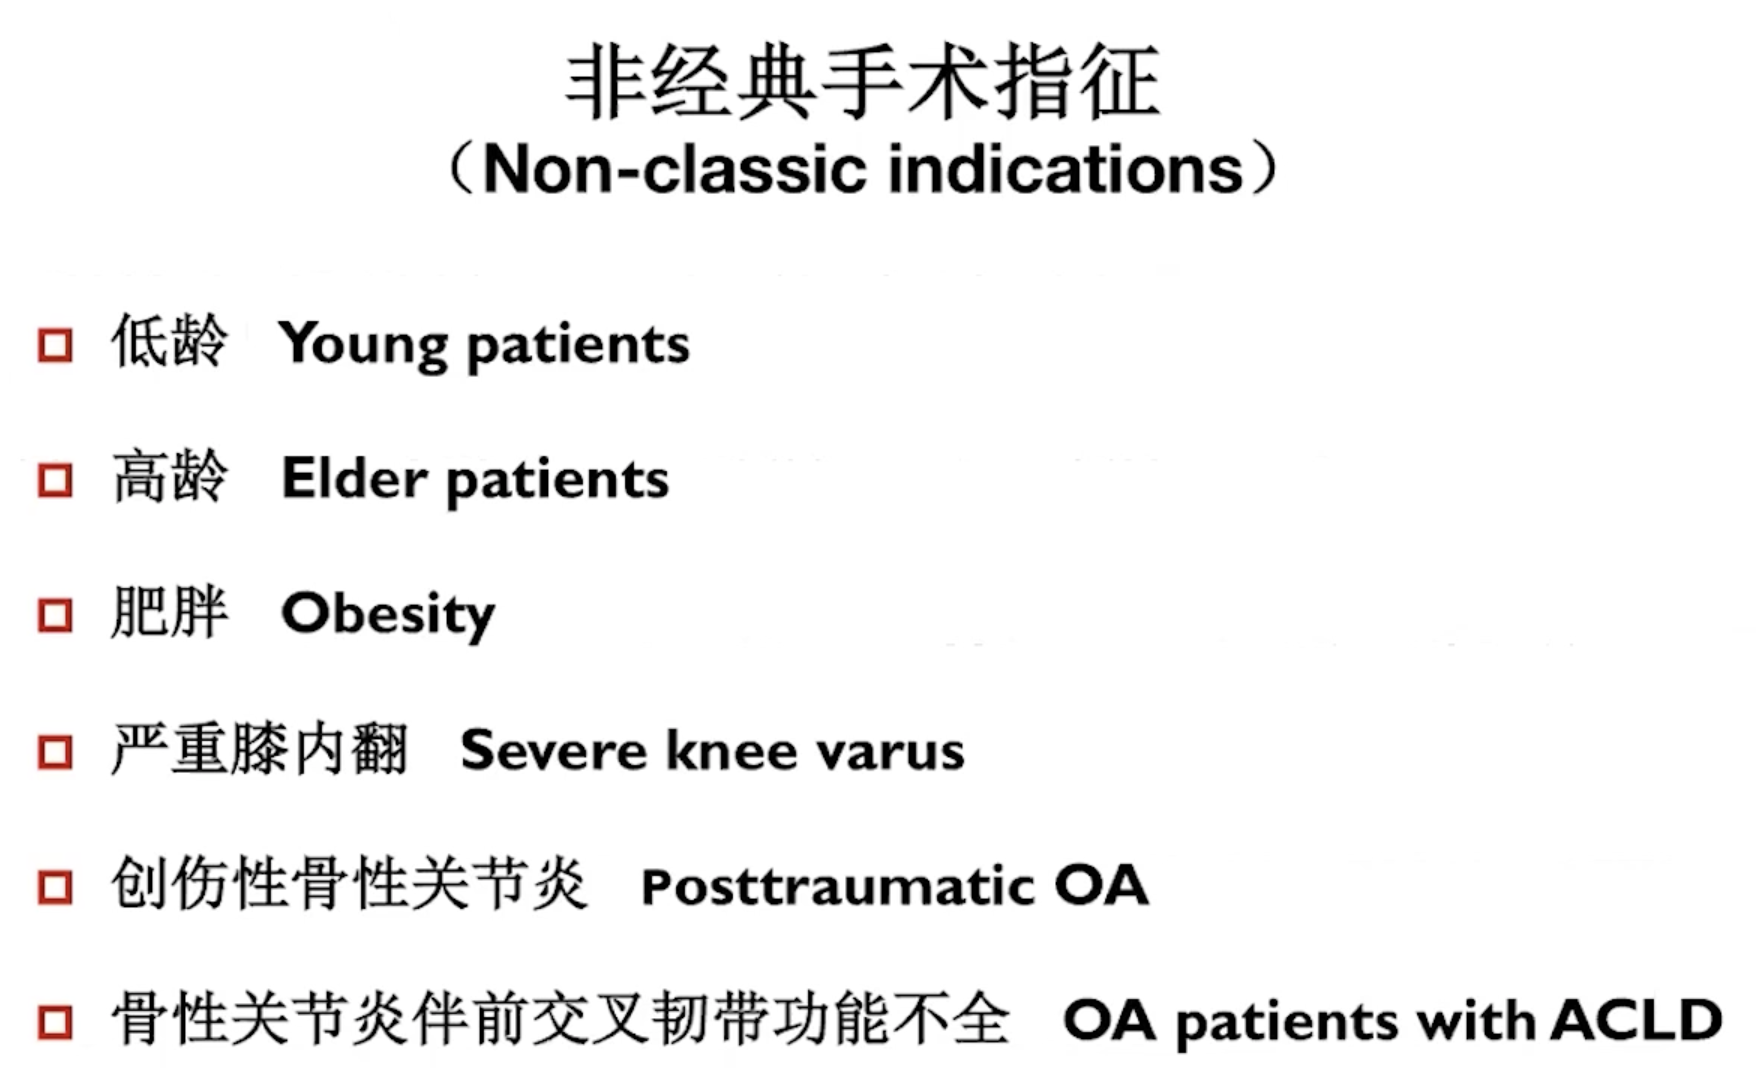 非经典手术指征
（Non-classic indications）
低龄 Young patients
高龄 Elder patients
肥胖 Obesity
严重膝内翻 Severe knee varus
创伤性骨性关节炎 Posttraumatic OA
骨性关节炎伴前交叉韧带功能不全 OA patients with ACLD